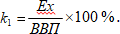 k₁ = Ex/ВВП ×100 %.